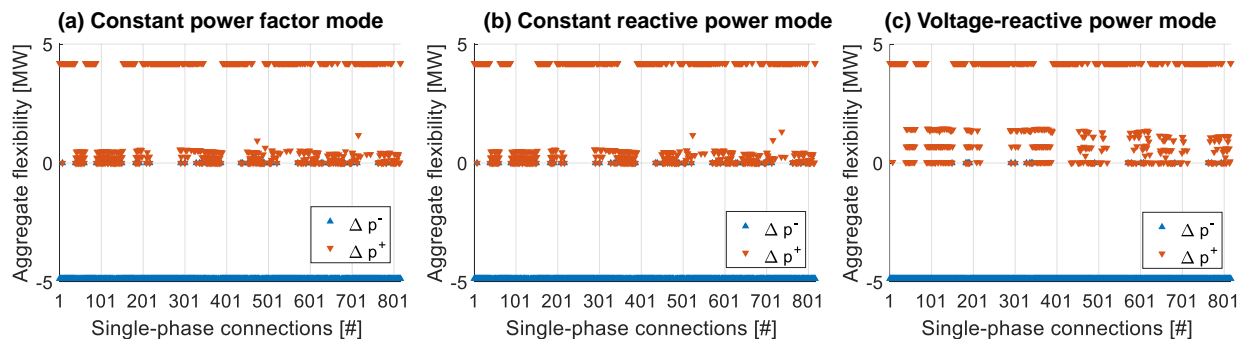 (a) Constant power factor mode
Aggregate flexibility [MW]
5
0
-5
Δ p-
Δ p+
1 101 201 301 401 501 601 701 801
Single-phase connections [#]
(b) Constant reactive power mode
Aggregate flexibility [MW]
5
0
-5
Δ p-
Δ p+
1 101 201 301 401 501 601 701 801
Single-phase connections [#]
(c) Voltage-reactive power mode
Aggregate flexibility [MW]
5
0
-5
Δ p-
Δ p+
1 101 201 301 401 501 601 701 801
Single-phase connections [#]